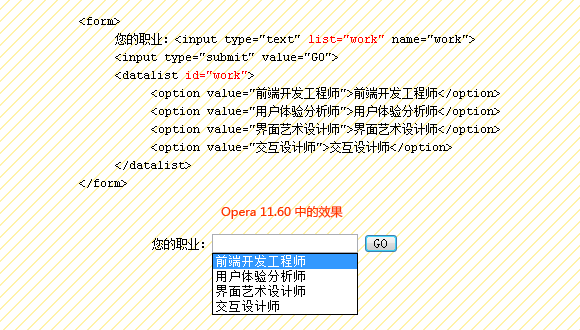 <form>
您的职业：<input type="text" list="work" name="work">
<input type="submit" value="GO">
<datalist id="work">
<option value="前端开发工程师">前端开发工程师</option>
<option value="用户体验分析师">用户体验分析师</option>
<option value="界面艺术设计师">界面艺术设计师</option>
<option value="交互设计师">交互设计师</option>
</datalist>
</form>
Opera 11.60 中的效果
您的职业： GO
前端开发工程师
用户体验分析师
界面艺术设计师
交互设计师